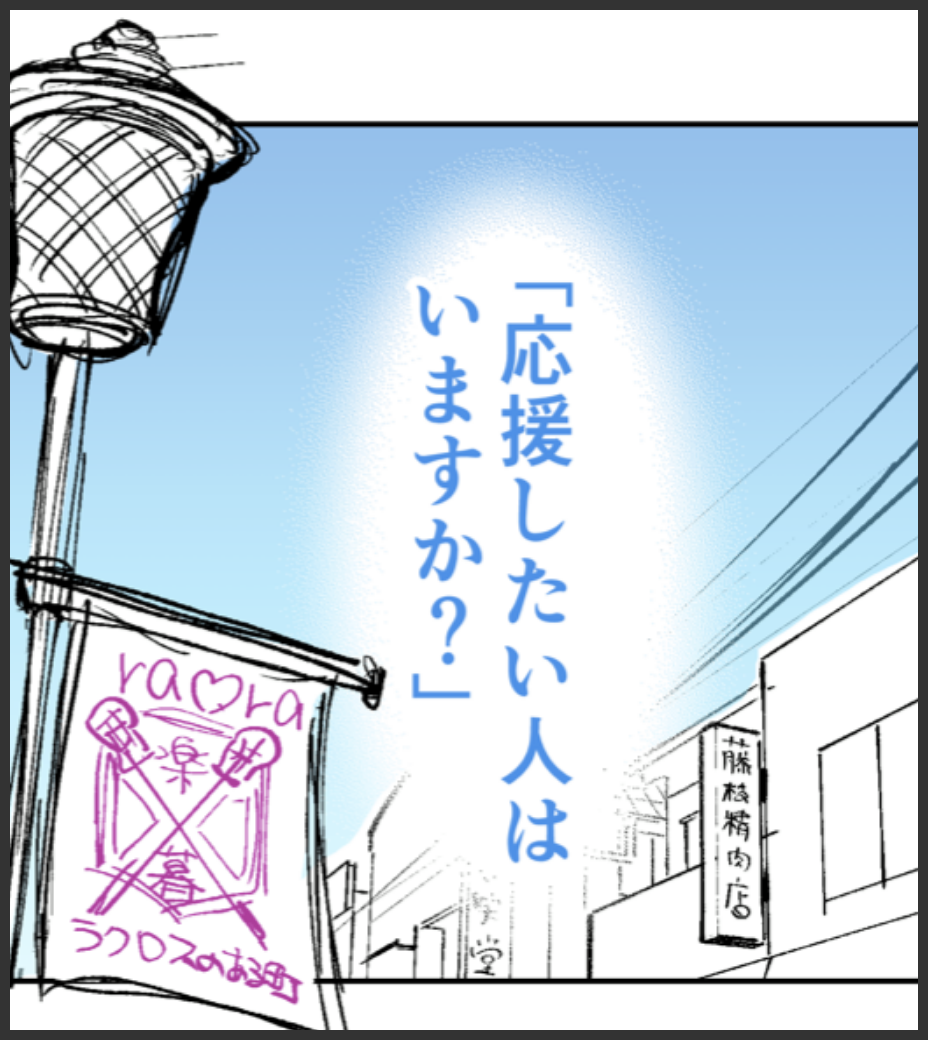 「応援したい人は
いますか？」
ra♡ra
楽
暮
ラクロスのある町
藤枝精肉店
堂